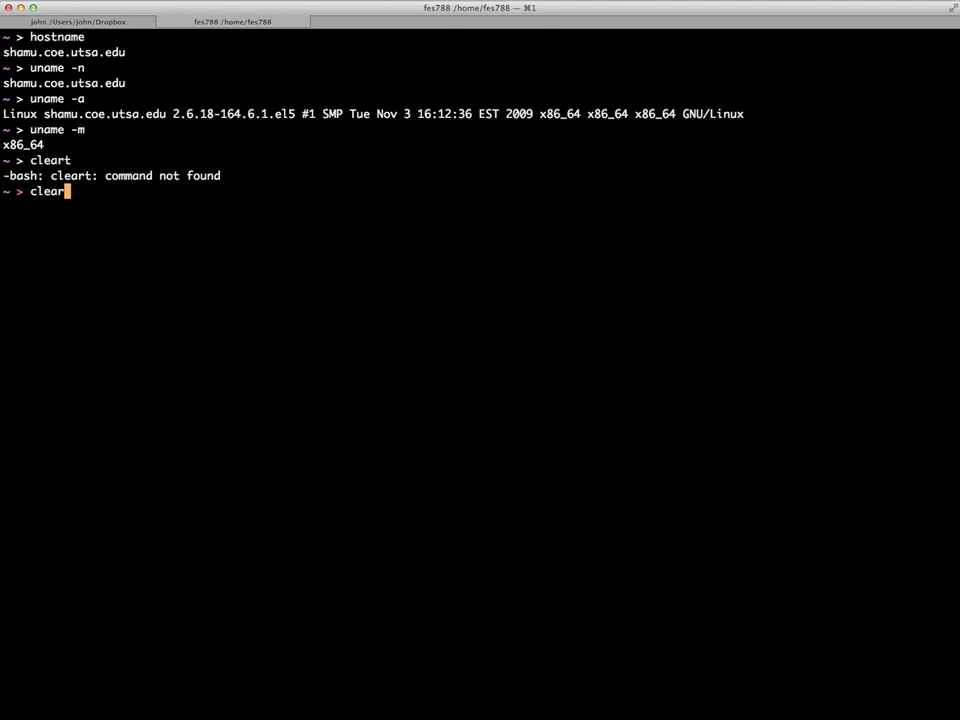 fes788 /home/fes788 — ⌘1
john /Users/john/Dropbox
fes788 /home/fes788
~ > hostname
shamu.coe.utsa.edu
~ > uname -n
shamu.coe.utsa.edu
~ > uname -a
Linux shamu.coe.utsa.edu 2.6.18-164.6.1.el5 #1 SMP Tue Nov 3 16:12:36 EST 2009 x86_64 x86_64 x86_64 GNU/Linux
~ > uname -m
x86_64
~ > cleart
-bash: cleart: command not found
~ > clear